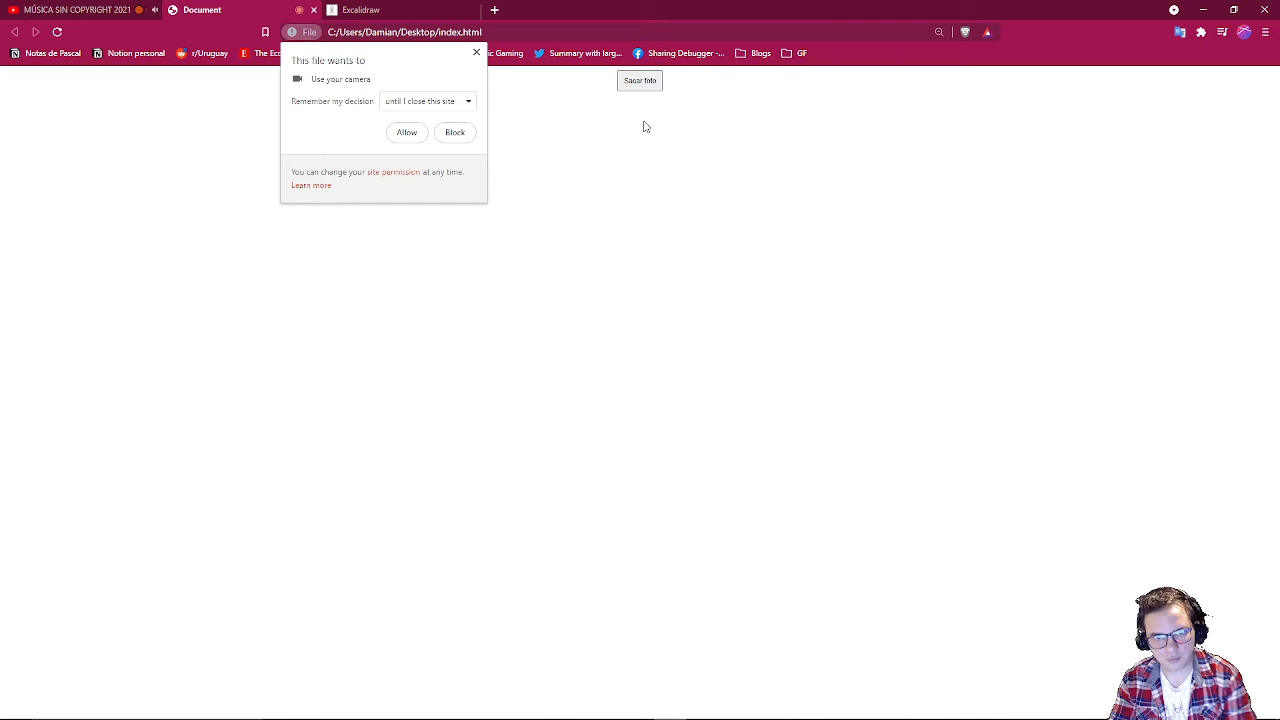 MÚSICA SIN COPYRIGHT 2021
Document
Excalidraw
File C:/Users/Damian/Desktop/index.html
Notas de Pascal
Notion personal
r/Uruguay
The Eco
ic Gaming
Summary with larg...
Sharing Debugger -...
Blogs
GF
This file wants to
Use your camera
Remember my decision until I close this site
Allow Block
You can change your site permission at any time.
Learn more
Sacar foto